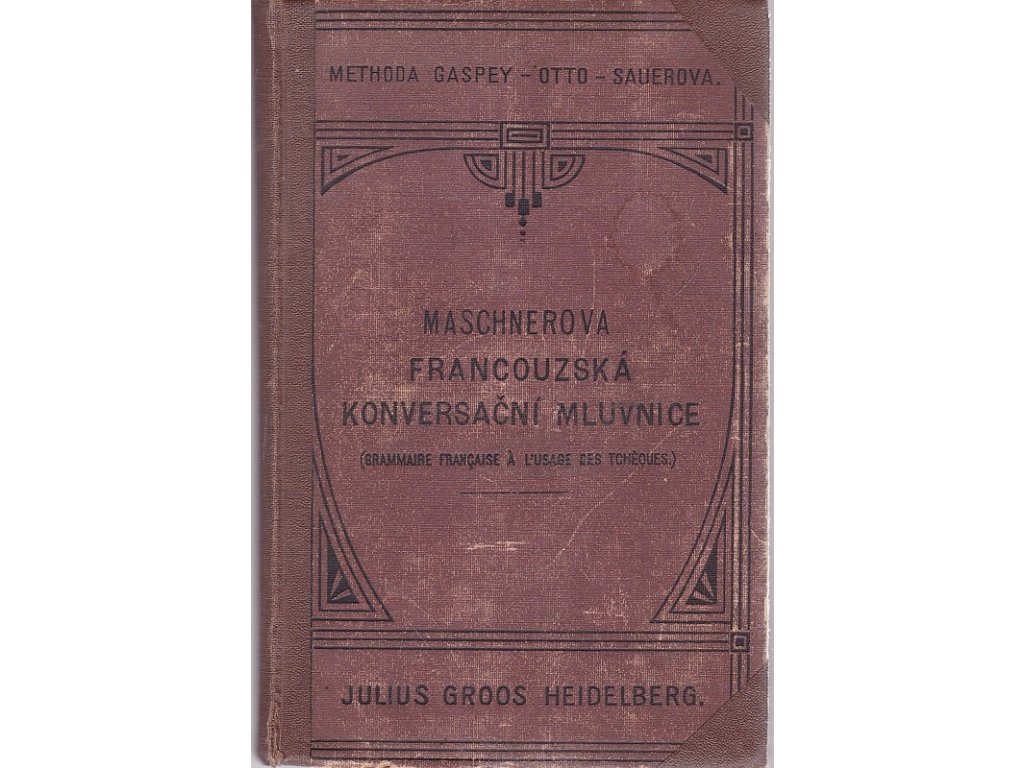 METHODA GASPEY - OTTO - SAUEROVA.
MASCHNEROVA
FRANCOUZSKÁ
KONVERSAČNÍ MLUVNICE
(GRAMMAIRE FRANÇAISE À L'USAGE DES TCHÈQUES.)
JULIUS GROOS HEIDELBERG.